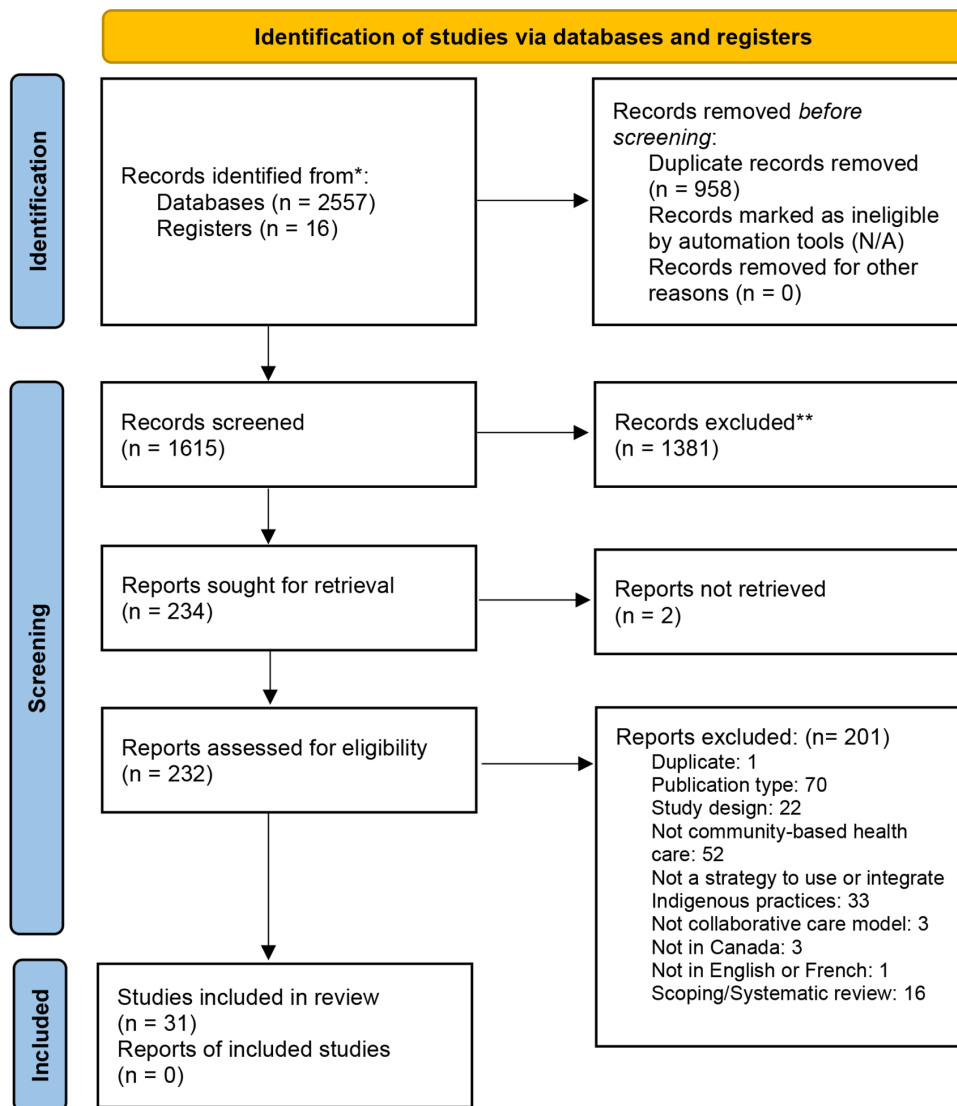 Identification of studies via databases and registers
Identification
Records identified from*:
Databases (n = 2557)
Registers (n = 16)
Records removed before
screening:
Duplicate records removed
(n = 958)
Records marked as ineligible
by automation tools (N/A)
Records removed for other
reasons (n = 0)
Screening
Records screened
(n = 1615)
Records excluded**
(n = 1381)
Reports sought for retrieval
(n = 234)
Reports not retrieved
(n = 2)
Reports assessed for eligibility
(n = 232)
Reports excluded: (n= 201)
Duplicate: 1
Publication type: 70
Study design: 22
Not community-based health
care: 52
Not a strategy to use or integrate
Indigenous practices: 33
Not collaborative care model: 3
Not in Canada: 3
Not in English or French: 1
Scoping/Systematic review: 16
Included
Studies included in review
(n = 31)
Reports of included studies
(n = 0)